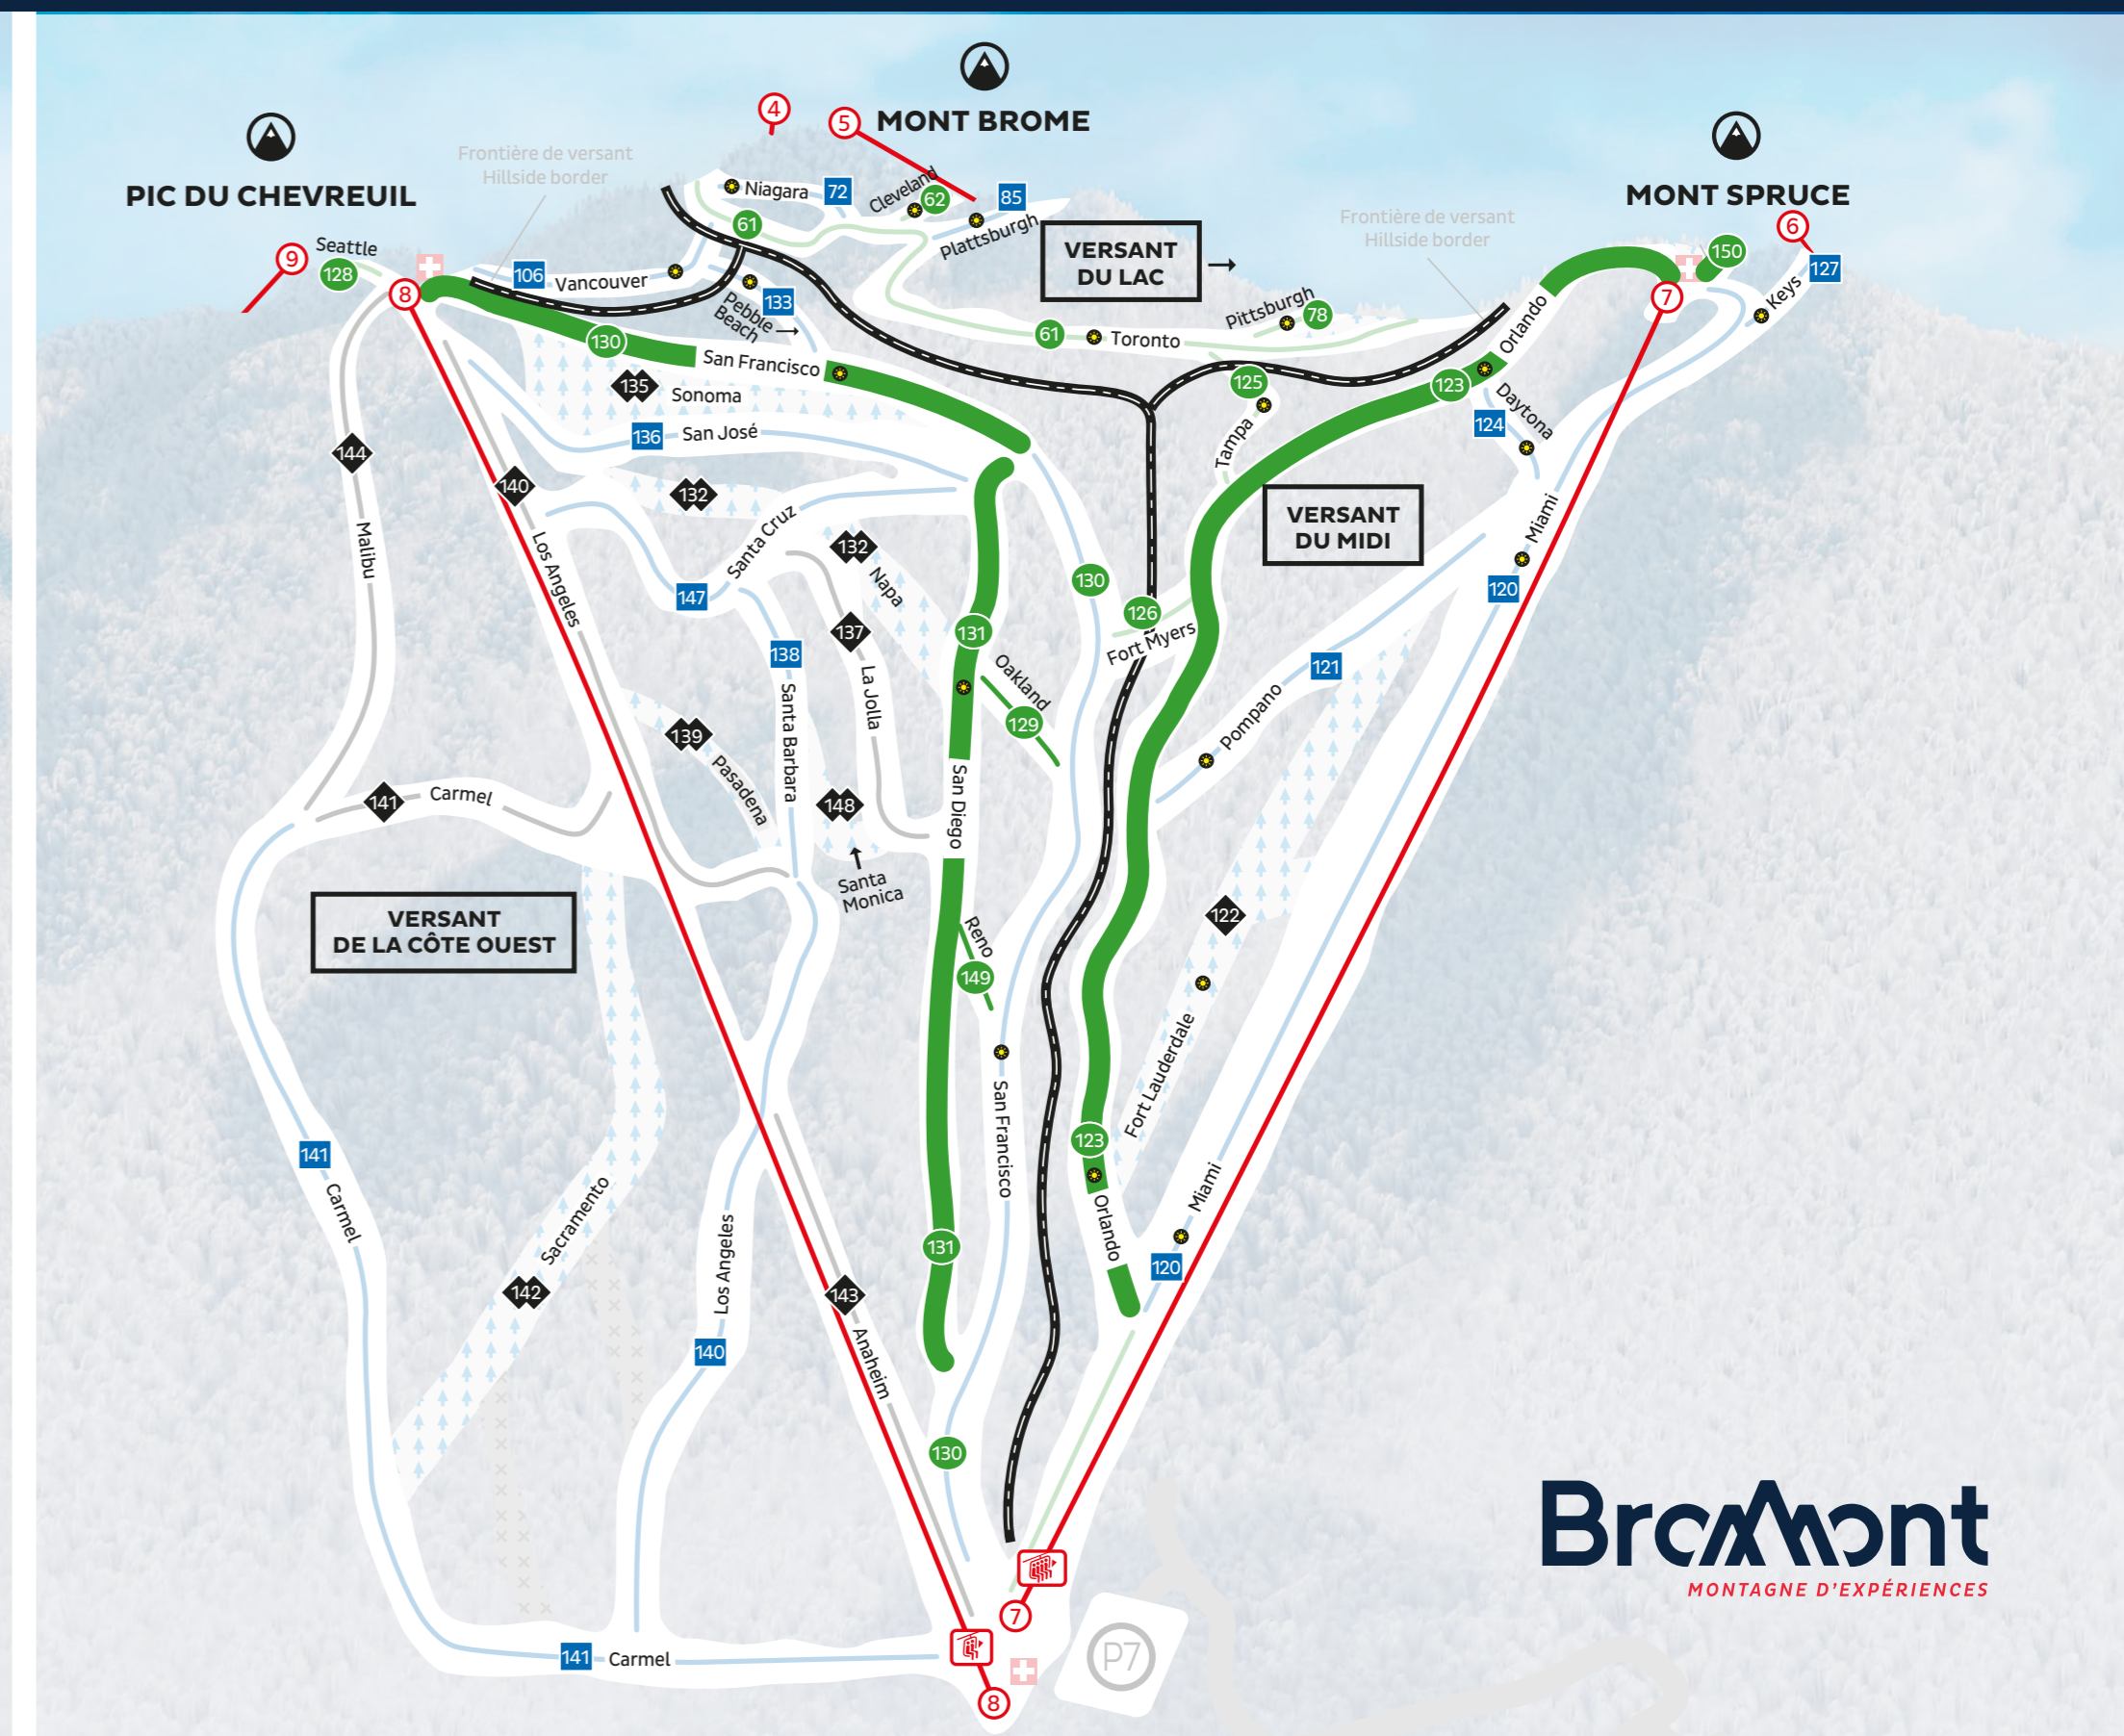 MONT BROME
PIC DU CHEVREUIL
MONT SPRUCE
Frontière de versant
Hillside border
Frontière de versant
Hillside border
4
5
6
9
8
7
Seattle
128
Niagara
72
Cleveland
62
85
Plattsburgh
61
VERSANT
DU LAC
150
127
Keys
106
Vancouver
133
Pebble
Beach
Pittsburgh
78
61
Toronto
Orlando
130
San Francisco
135
Sonoma
125
Tampa
123
124
Daytona
136
San José
144
140
132
Santa Cruz
VERSANT
DU MIDI
Miami
Malibu
Los Angeles
132
Napa
147
130
120
126
Fort Myers
138
137
131
Oakland
121
Santa Barbara
La Jolla
129
Pompano
139
Pasadena
141
Carmel
148
San Diego
Santa
Monica
122
VERSANT
DE LA CÔTE OUEST
Reno
149
Fort Lauderdale
San Francisco
123
141
Carmel
Sacramento
Miami
Orlando
120
131
142
Los Angeles
143
Anaheim
140
130
Bromont
MONTAGNE D'EXPÉRIENCES
7
P7
141
Carmel
8